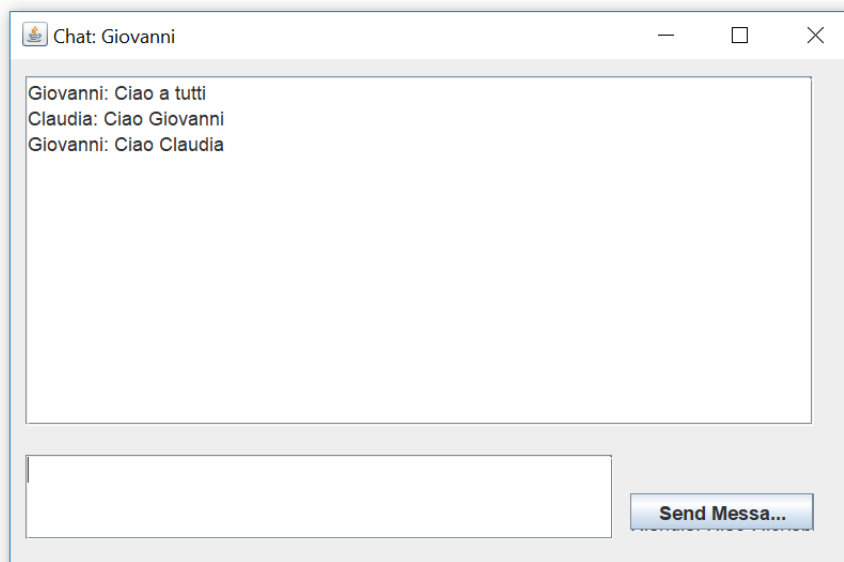 Chat: Giovanni
Giovanni: Ciao a tutti
Claudia: Ciao Giovanni
Giovanni: Ciao Claudia
Send Messa...